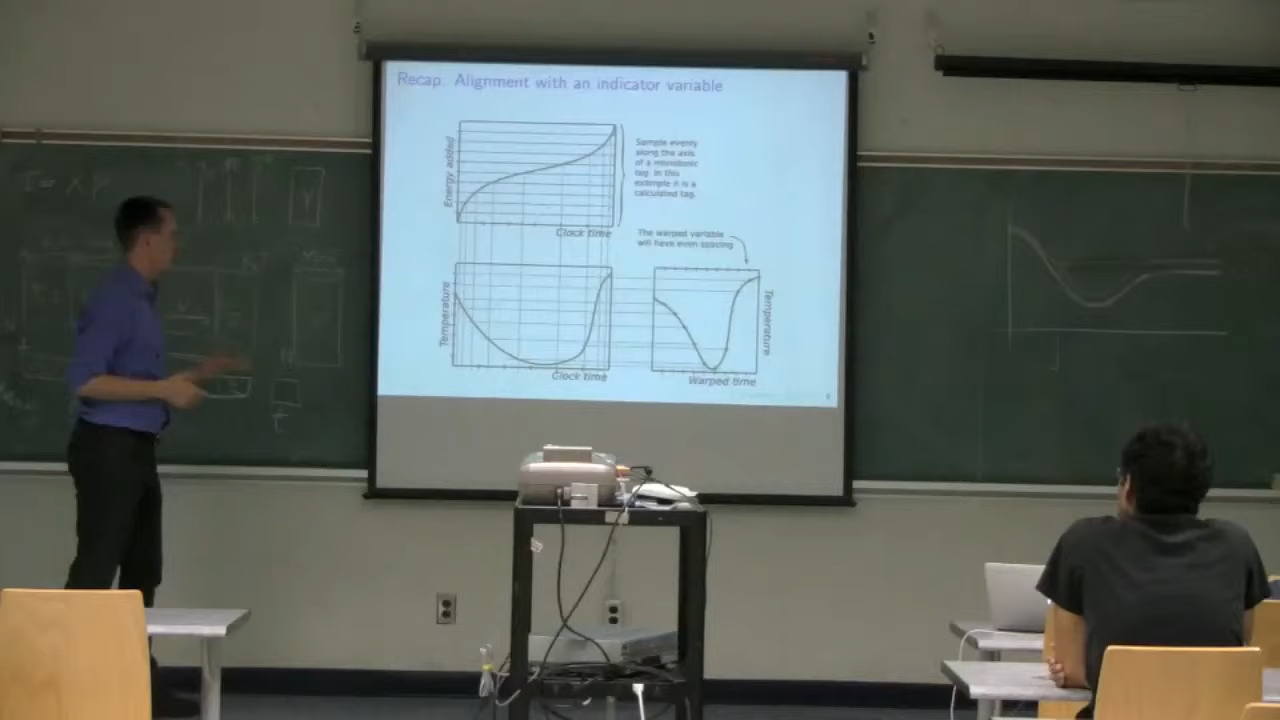 Recap: Alignment with an indicator variable
Energy added
Sample evenly
along the axis
of a monotonic
tag. In this
example it is a
calculated tag.
Clock time
The warped variable
will have even spacing
Temperature
Temperature
Clock time
Warped time